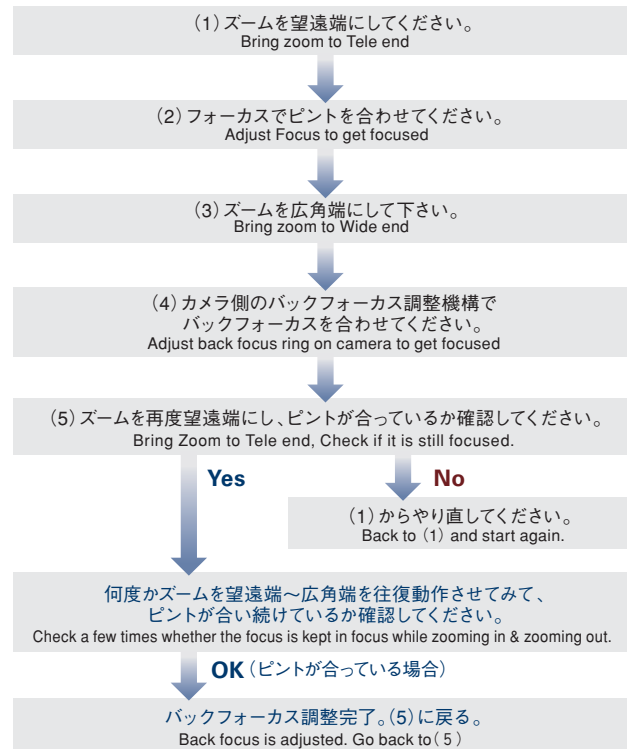 （1）ズームを望遠端にしてください。
Bring zoom to Tele end
（2）フォーカスでピントを合わせてください。
Adjust Focus to get focused
（3）ズームを広角端にして下さい。
Bring zoom to Wide end
（4）カメラ側のバックフォーカス調整機構で
バックフォーカスを合わせてください。
Adjust back focus ring on camera to get focused
（5）ズームを再度望遠端にし、ピントが合っているか確認してください。
Bring Zoom to Tele end, Check if it is still focused.
Yes
No
（1）からやり直してください。
Back to（1）and start again.
何度かズームを望遠端～広角端を往復動作させてみて、
ピントが合い続けているか確認してください。
Check a few times whether the focus is kept in focus while zooming in & zooming out.
OK（ピントが合っている場合）
バックフォーカス調整完了。（5）に戻る。
Back focus is adjusted. Go back to（5）